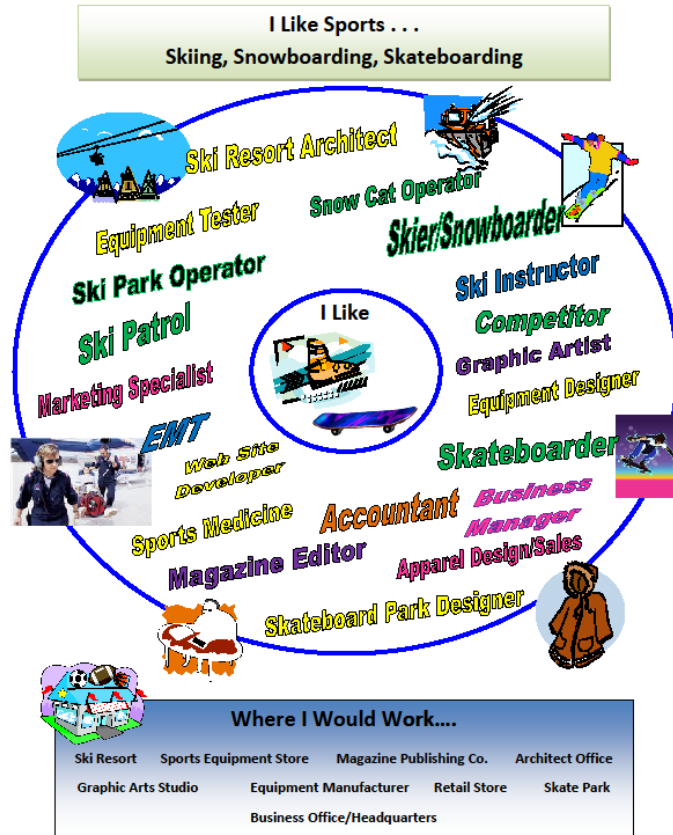 I Like Sports . . .
Skiing, Snowboarding, Skateboarding
Ski Resort Architect
Snow Cat Operator
Equipment Tester
Skier/Snowboarder
Ski Park Operator
Ski Instructor
Ski Patrol
I Like
Competitor
Graphic Artist
Marketing Specialist
Equipment Designer
EMT
Skateboarder
Web Site
Developer
Business
Manager
Accountant
Sports Medicine
Magazine Editor
Apparel Design/Sales
Skateboard Park Designer
Where I Would Work....
Ski Resort Sports Equipment Store Magazine Publishing Co. Architect Office
Graphic Arts Studio Equipment Manufacturer Retail Store Skate Park
Business Office/Headquarters